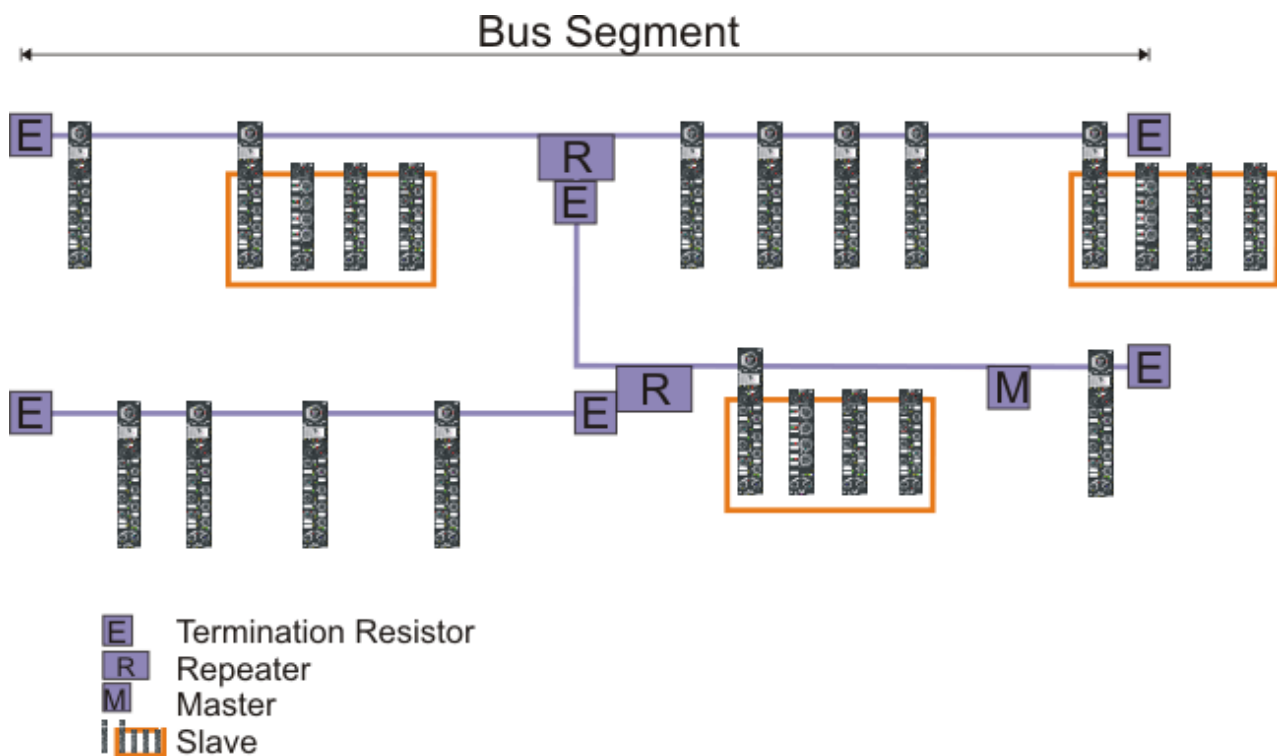 Bus Segment
E
E
R
E
E
R
M
E
E
E Termination Resistor
R Repeater
M Master
Slave